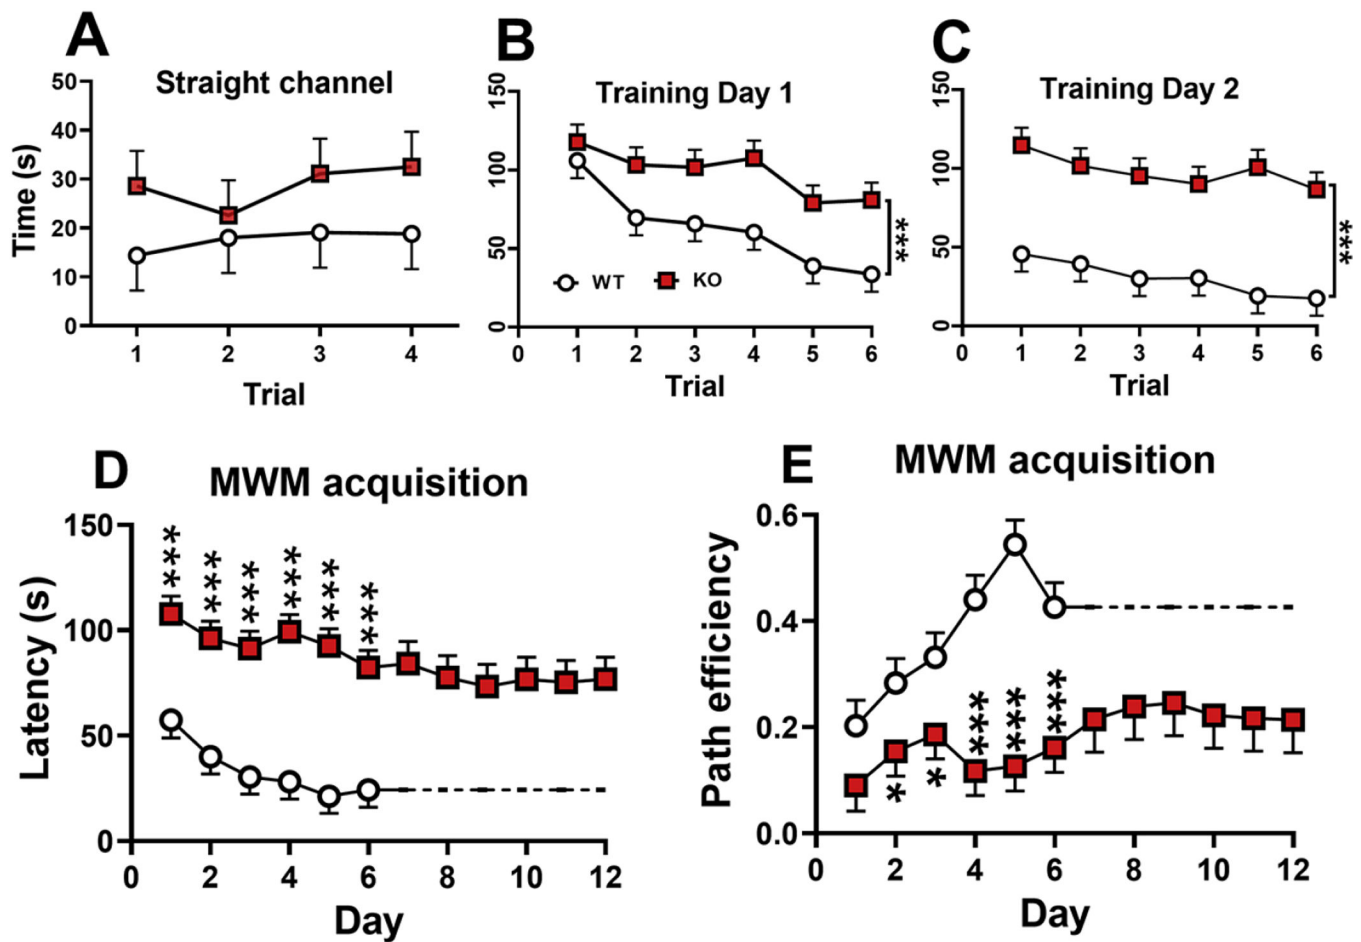 A
Straight channel
50
40
30
20
10
0
Time (s)
1 2 3 4
Trial
B
Training Day 1
150
100
50
0
***
WT KO
0 1 2 3 4 5 6
Trial
C
Training Day 2
150
100
50
0
***
0 1 2 3 4 5 6
Trial
D
MWM acquisition
150
100
50
0
Latency (s)
*** *** *** *** *** ***
0 2 4 6 8 10 12
Day
E
MWM acquisition
0.6
0.4
0.2
0.0
Path efficiency
*** *** ***
* *
0 2 4 6 8 10 12
Day